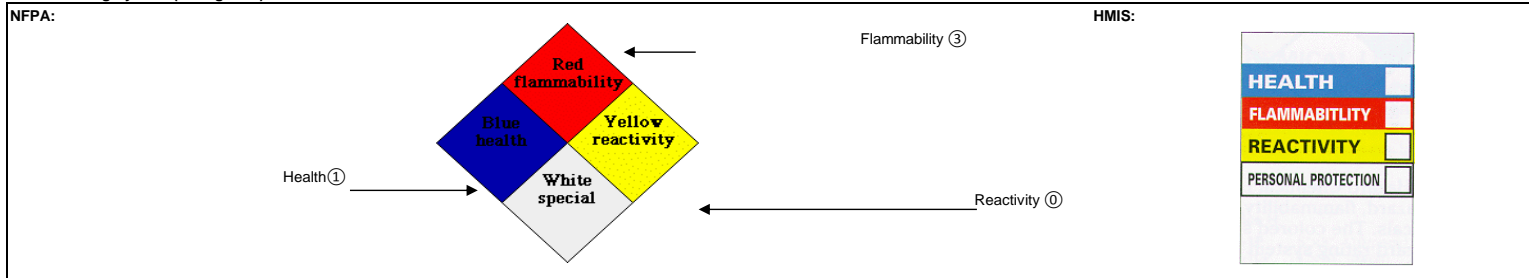 NFPA:
HMIS:
Flammability ③
Red
flammability
Blue
health
Yellow
reactivity
White
special
Health①
Reactivity ⓪
HEALTH
FLAMMABITLITY
REACTIVITY
PERSONAL PROTECTION